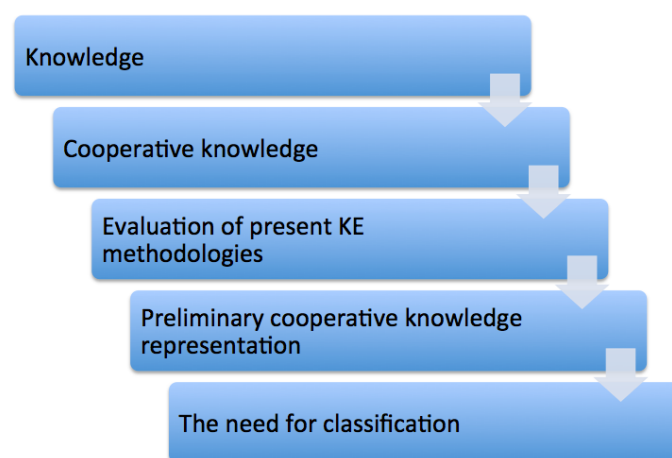 Knowledge
Cooperative knowledge
Evaluation of present KE
methodologies
Preliminary cooperative knowledge
representation
The need for classification